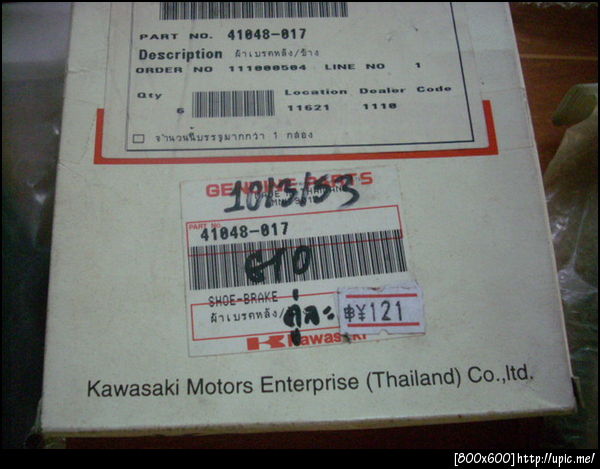 PART NO. 41048-017
Description ผ้าเบรคหลัง/ข้าง
ORDER NO 111000504 LINE NO 1
Qty Location Dealer Code
6 11621 1110
จำนวนนี้บรรจุมากกว่า 1 กล่อง
GENUINE PARTS
10/5/53
PART No.
41048-017
GTO
SHOE-BRAKE
ผ้าเบรคหลัง/
คู่ละ
121
Kawasaki
Kawasaki Motors Enterprise (Thailand) Co.,ltd.
[800x600]http://upic.me/